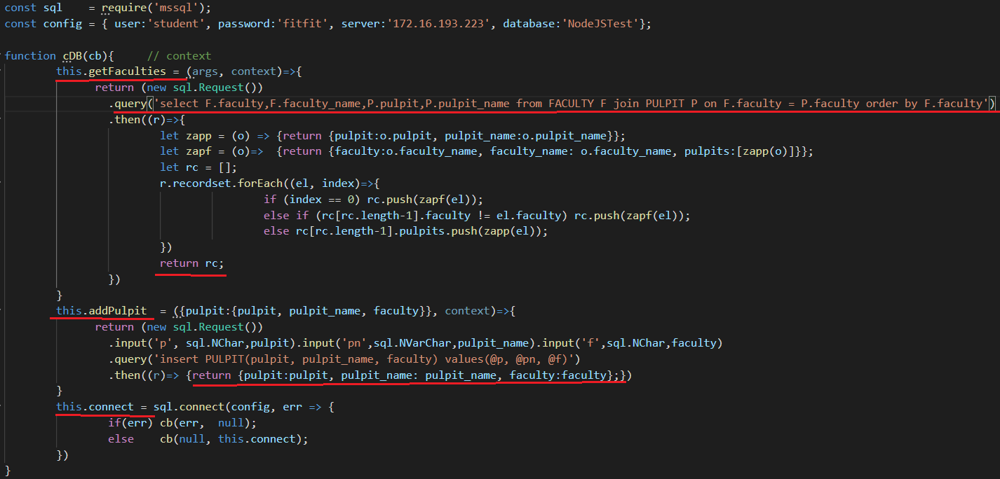 const sql    = require('mssql');
const config = { user:'student', password:'fitfit', server:'172.16.193.223', database:'NodeJSTest'};
function cDB(cb){     // context
        this.getFaculties = (args, context)=>{
              return (new sql.Request())
                .query('select F.faculty,F.faculty_name,P.pulpit,P.pulpit_name from FACULTY F join PULPIT P on F.faculty = P.faculty order by F.faculty')
                .then((r)=>{
                        let zapp = (o) => {return {pulpit:o.pulpit, pulpit_name:o.pulpit_name}};
                        let zapf = (o)=>  {return {faculty:o.faculty_name, faculty_name: o.faculty_name, pulpits:[zapp(o)]}};
                        let rc = [];
                        r.recordset.forEach((el, index)=>{
                                        if (index == 0) rc.push(zapf(el));
                                        else if (rc[rc.length-1].faculty != el.faculty) rc.push(zapf(el));
                                        else rc[rc.length-1].pulpits.push(zapp(el));
                        })
                        return rc;
                })
        }
        this.addPulpit  = ({pulpit:{pulpit, pulpit_name, faculty}}, context)=>{
              return (new sql.Request())
                .input('p', sql.NChar,pulpit).input('pn',sql.NVarChar,pulpit_name).input('f',sql.NChar,faculty)
                .query('insert PULPIT(pulpit, pulpit_name, faculty) values(@p, @pn, @f)')
                .then((r)=> {return {pulpit:pulpit, pulpit_name: pulpit_name, faculty:faculty};})
        }
        this.connect = sql.connect(config, err => {
                if(err) cb(err,  null);
                else    cb(null, this.connect);
        })
}